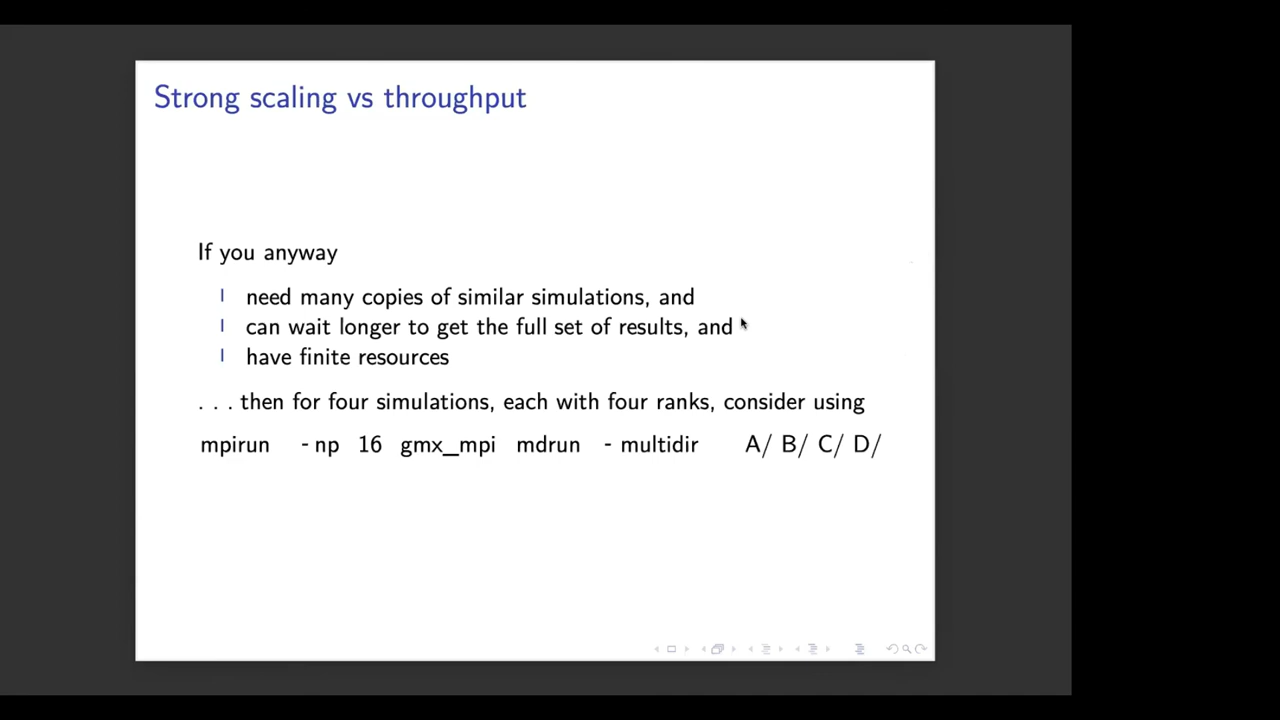 Strong scaling vs throughput
If you anyway
need many copies of similar simulations, and
can wait longer to get the full set of results, and
have finite resources
. . . then for four simulations, each with four ranks, consider using
mpirun - np 16 gmx_mpi mdrun - multidir A/ B/ C/ D/